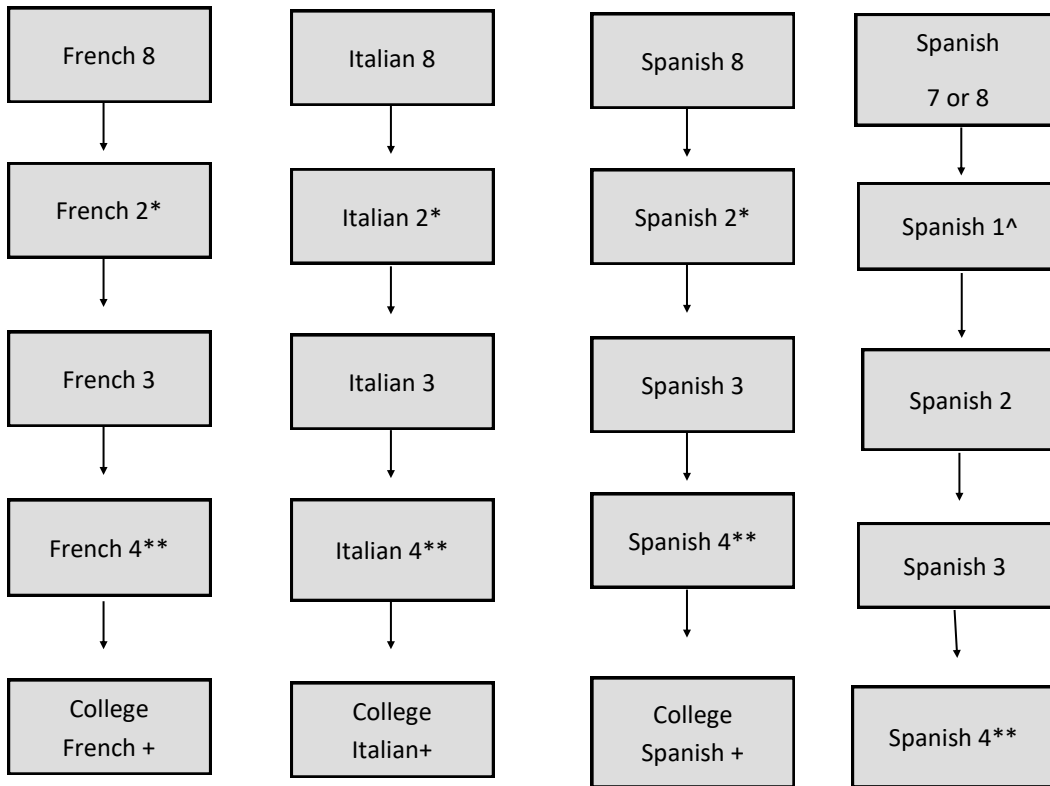 French 8
French 2*
French 3
French 4**
College
French +
Italian 8
Italian 2*
Italian 3
Italian 4**
College
Italian+
Spanish 8
Spanish 2*
Spanish 3
Spanish 4**
College
Spanish +
Spanish
7 or 8
Spanish 1^
Spanish 2
Spanish 3
Spanish 4**